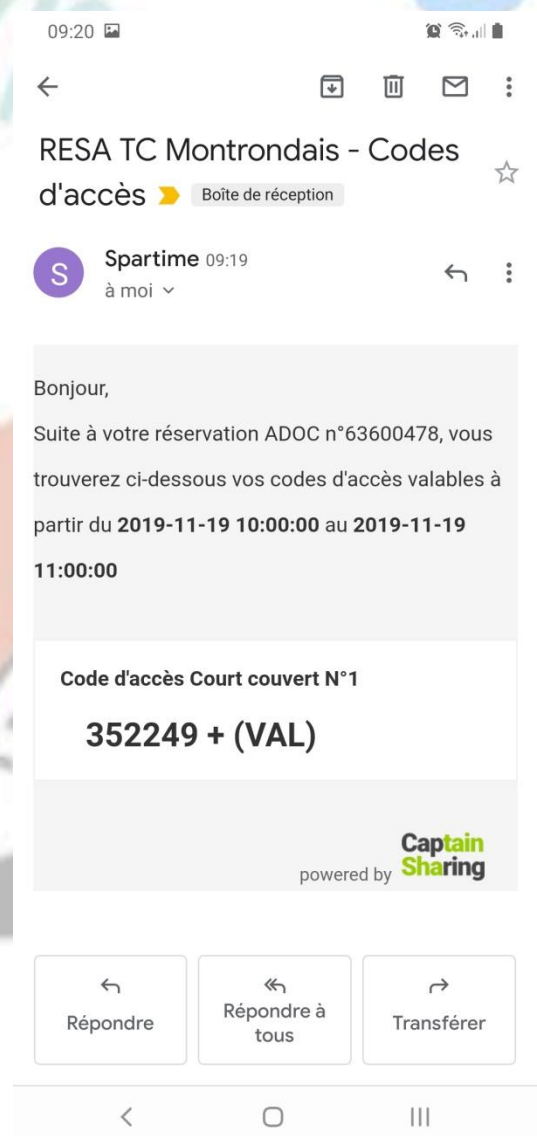 09:20
RESA TC Montrondais - Codes
d'accès Boîte de réception
S
Spartime 09:19
à moi
Bonjour,
Suite à votre réservation ADOC n°63600478, vous
trouverez ci-dessous vos codes d'accès valables à
partir du 2019-11-19 10:00:00 au 2019-11-19
11:00:00
Code d'accès Court couvert N°1
352249 + (VAL)
powered by Captain
Sharing
Répondre
Répondre à
tous
Transférer